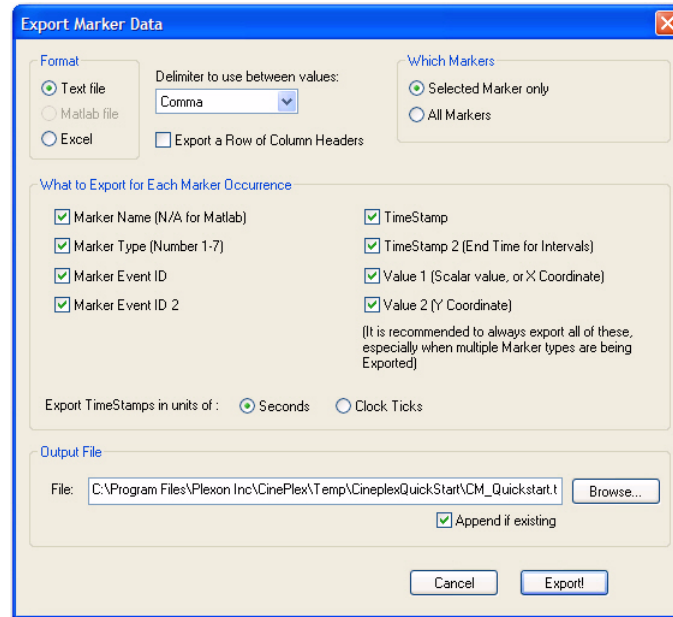 Export Marker Data
Format
Text file
Matlab file
Excel
Delimiter to use between values:
Comma
Export a Row of Column Headers
Which Markers
Selected Marker only
All Markers
What to Export for Each Marker Occurrence
Marker Name (N/A for Matlab)
Marker Type (Number 1-7)
Marker Event ID
Marker Event ID 2
TimeStamp
TimeStamp 2 (End Time for Intervals)
Value 1 (Scalar value, or X Coordinate)
Value 2 (Y Coordinate)
(It is recommended to always export all of these,
especially when multiple Marker types are being
Exported)
Export TimeStamps in units of : Seconds Clock Ticks
Output File
File: C:\Program Files\Plexon Inc\CinePlex\Temp\CineplexQuickStart\CM_Quickstart.t Browse...
Append if existing
Cancel Export!